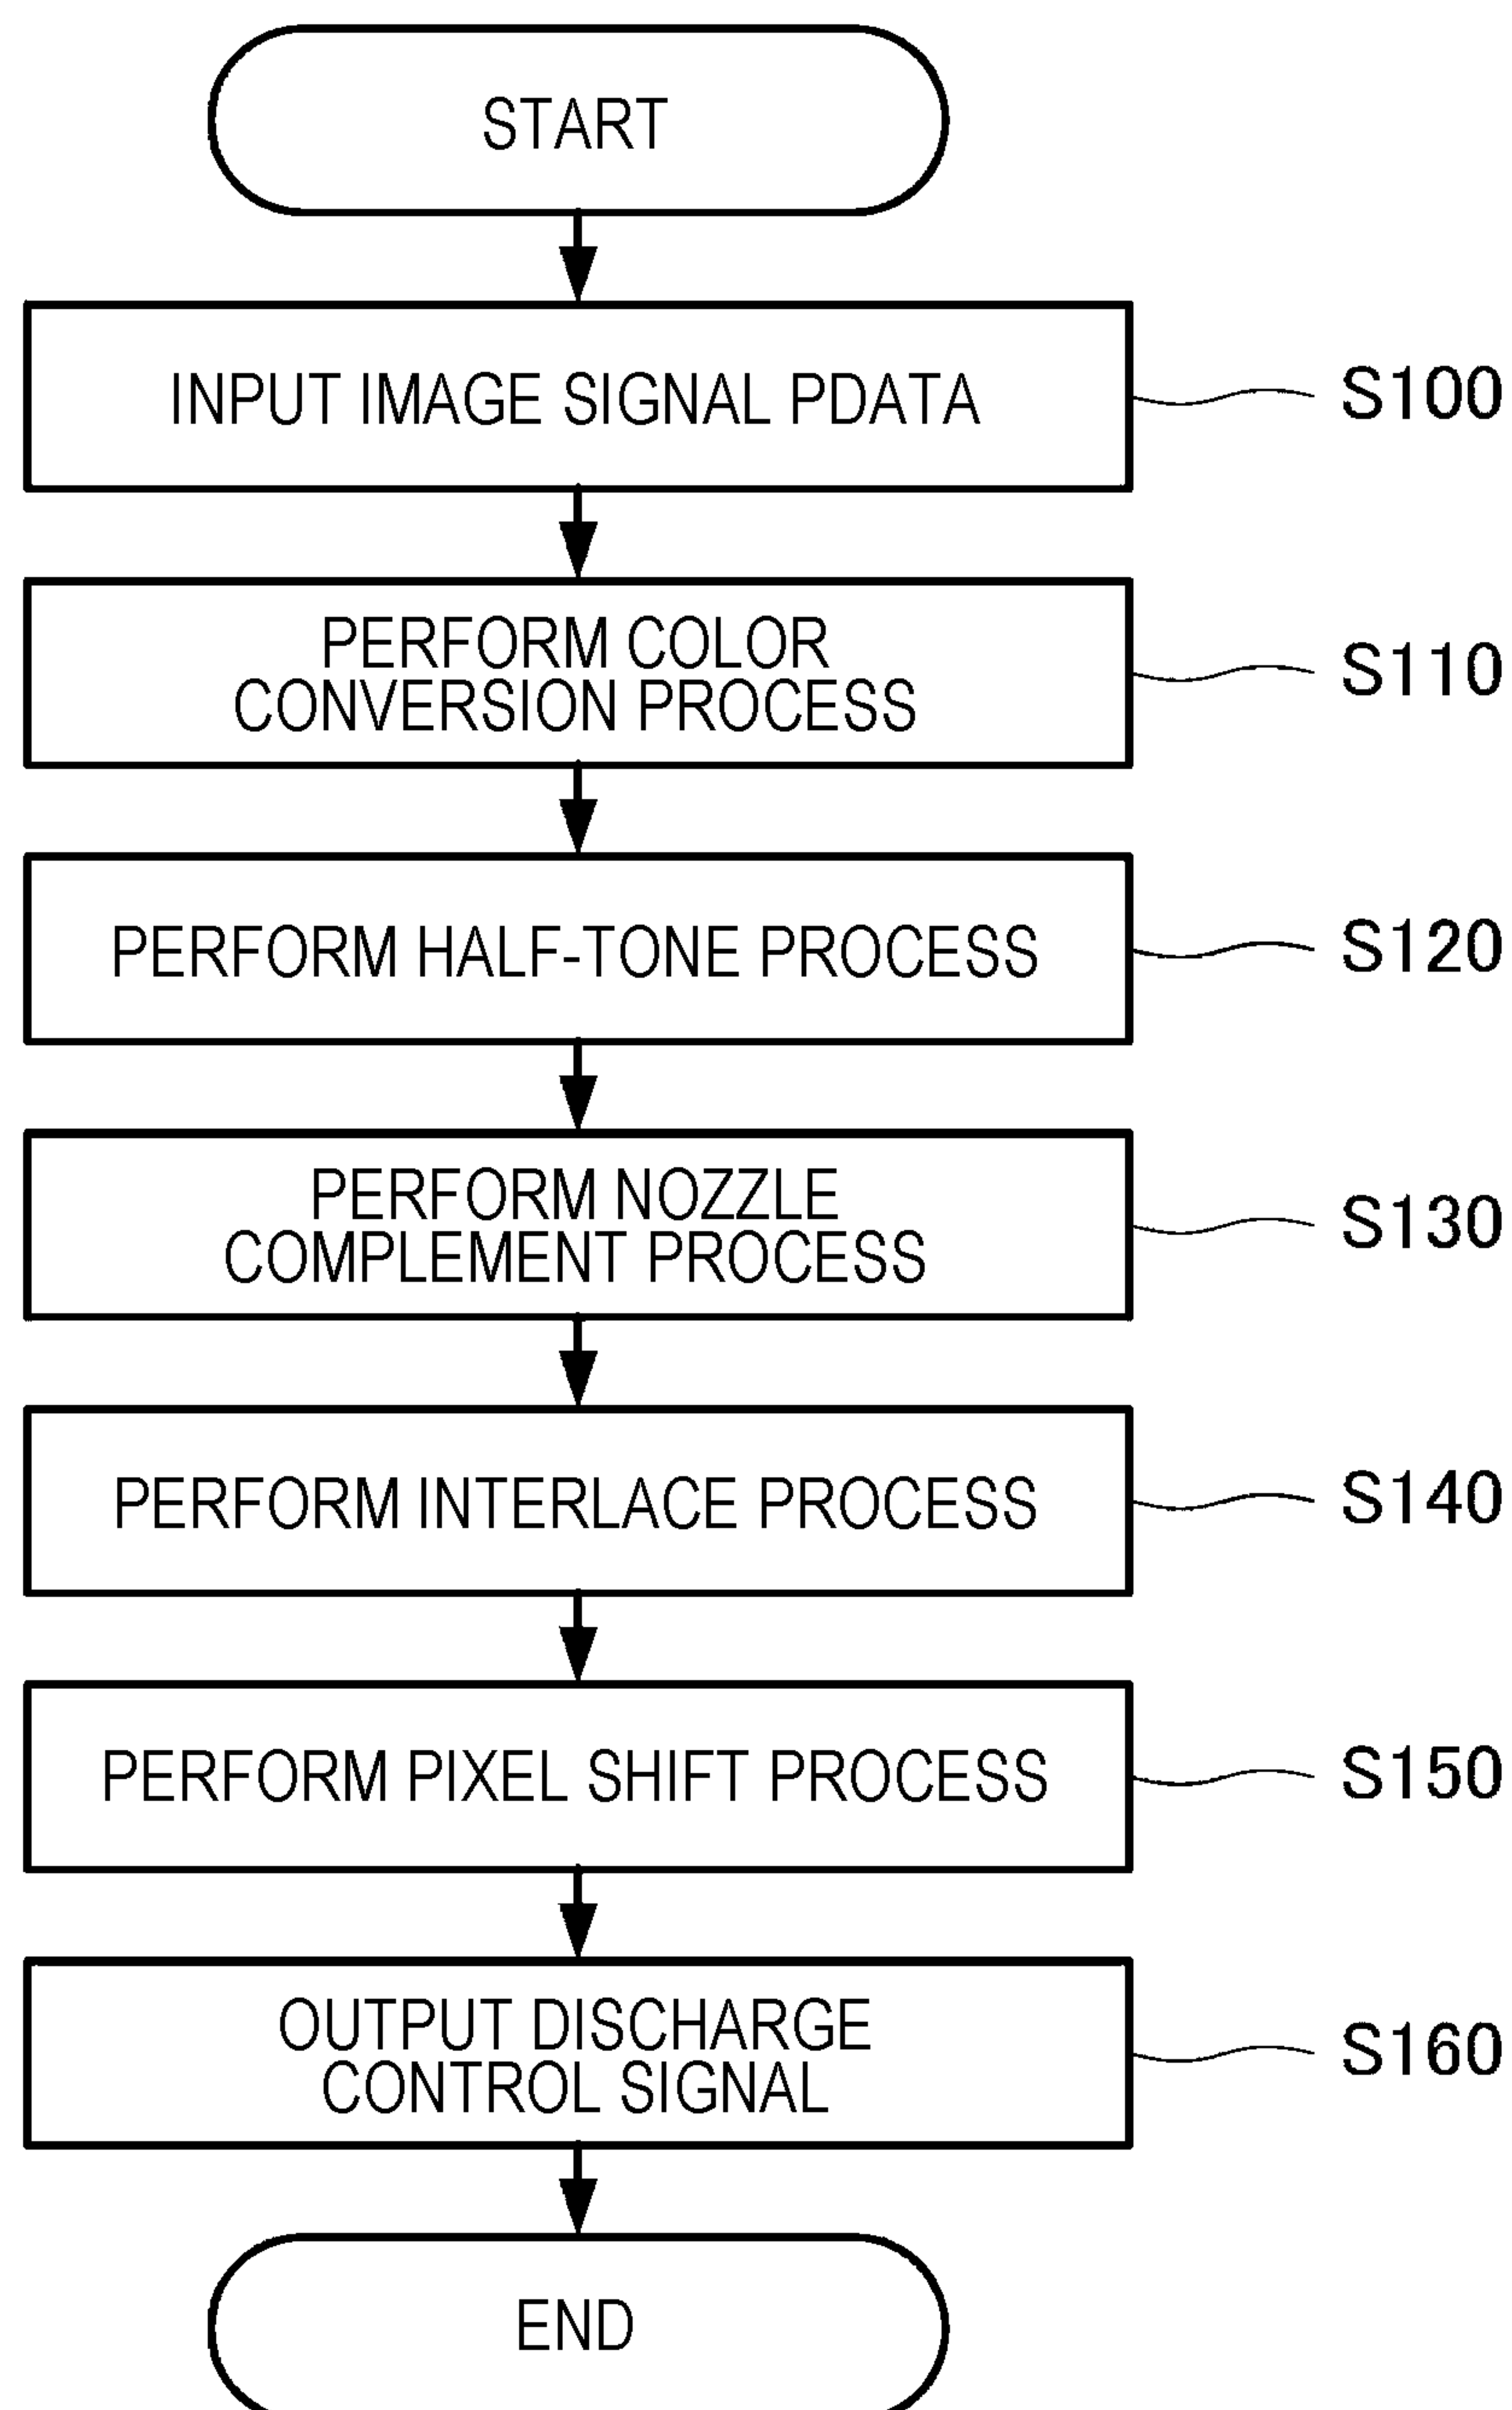 START
INPUT IMAGE SIGNAL PDATA
S100
PERFORM COLOR
CONVERSION PROCESS
S110
PERFORM HALF-TONE PROCESS
S120
PERFORM NOZZLE
COMPLEMENT PROCESS
S130
PERFORM INTERLACE PROCESS
S140
PERFORM PIXEL SHIFT PROCESS
S150
OUTPUT DISCHARGE
CONTROL SIGNAL
S160
END